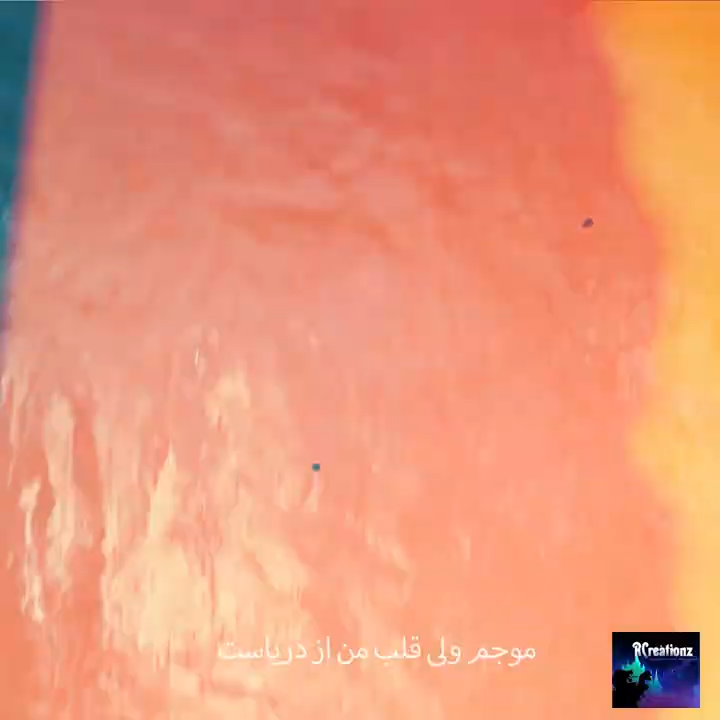 موجم ولی قلب من از دریاست
RCreationz